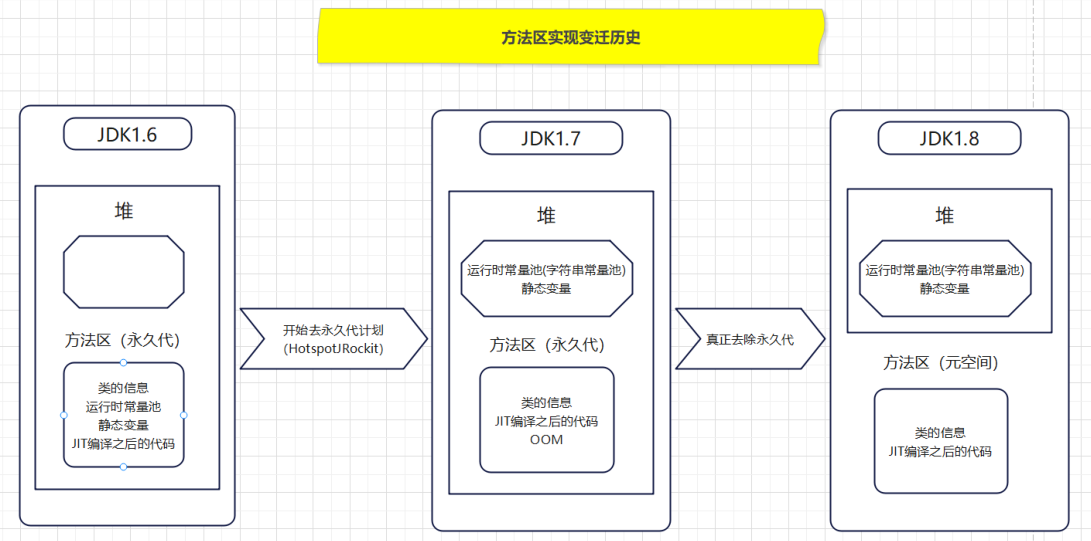 方法区实现变迁历史
JDK1.6
堆
方法区（永久代）
类的信息
运行时常量池
静态变量
JIT编译之后的代码
开始去永久代计划
（HotspotJRockit）
JDK1.7
堆
运行时常量池(字符串常量池)
静态变量
方法区（永久代）
类的信息
JIT编译之后的代码
OOM
真正去除永久代
JDK1.8
堆
运行时常量池(字符串常量池)
静态变量
方法区（元空间）
类的信息
JIT编译之后的代码